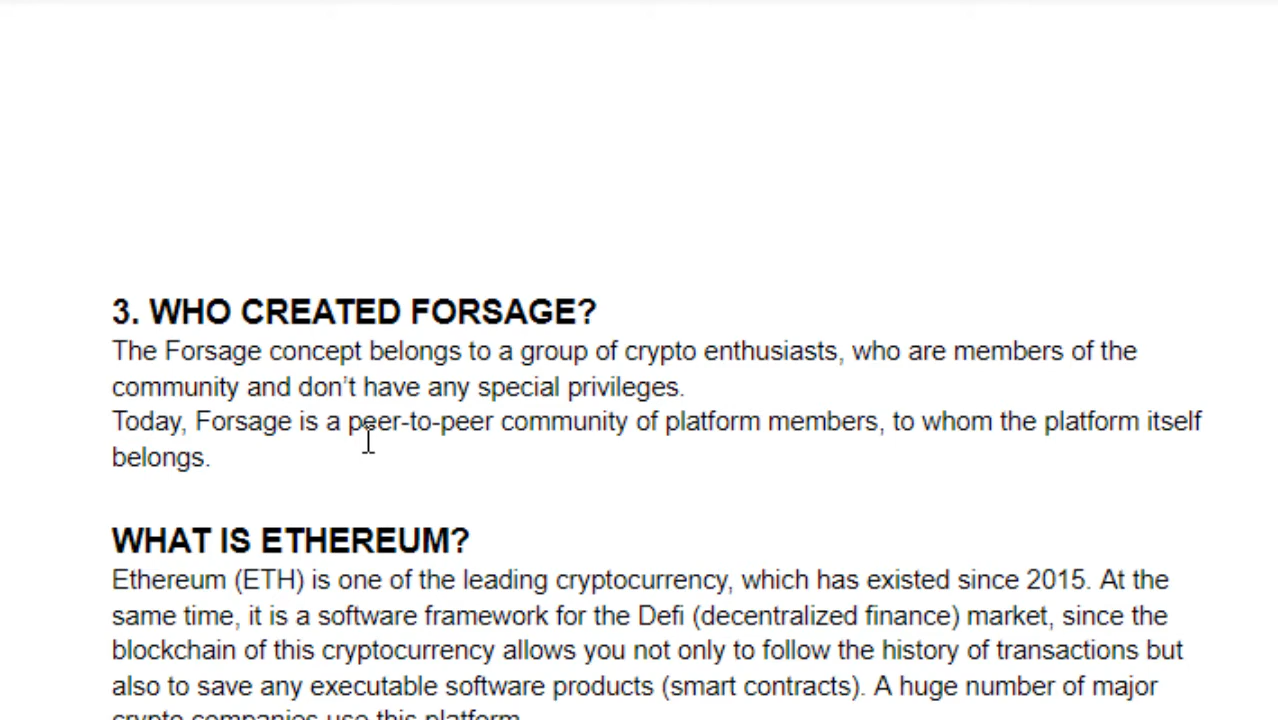 3. WHO CREATED FORSAGE?
The Forsage concept belongs to a group of crypto enthusiasts, who are members of the
community and don’t have any special privileges.
Today, Forsage is a peer-to-peer community of platform members, to whom the platform itself
belongs.
WHAT IS ETHEREUM?
Ethereum (ETH) is one of the leading cryptocurrency, which has existed since 2015. At the
same time, it is a software framework for the Defi (decentralized finance) market, since the
blockchain of this cryptocurrency allows you not only to follow the history of transactions but
also to save any executable software products (smart contracts). A huge number of major
crypto companies use this platform.